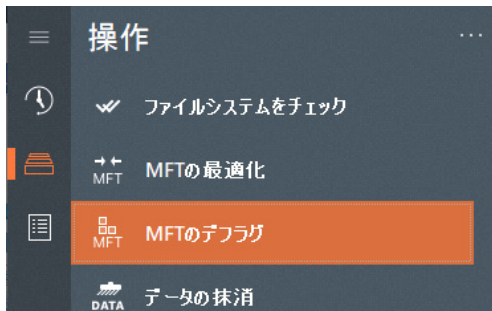 操作
ファイルシステムをチェック
MFT
MFTの最適化
MFT
MFTのデフラグ
DATA
データの抹消